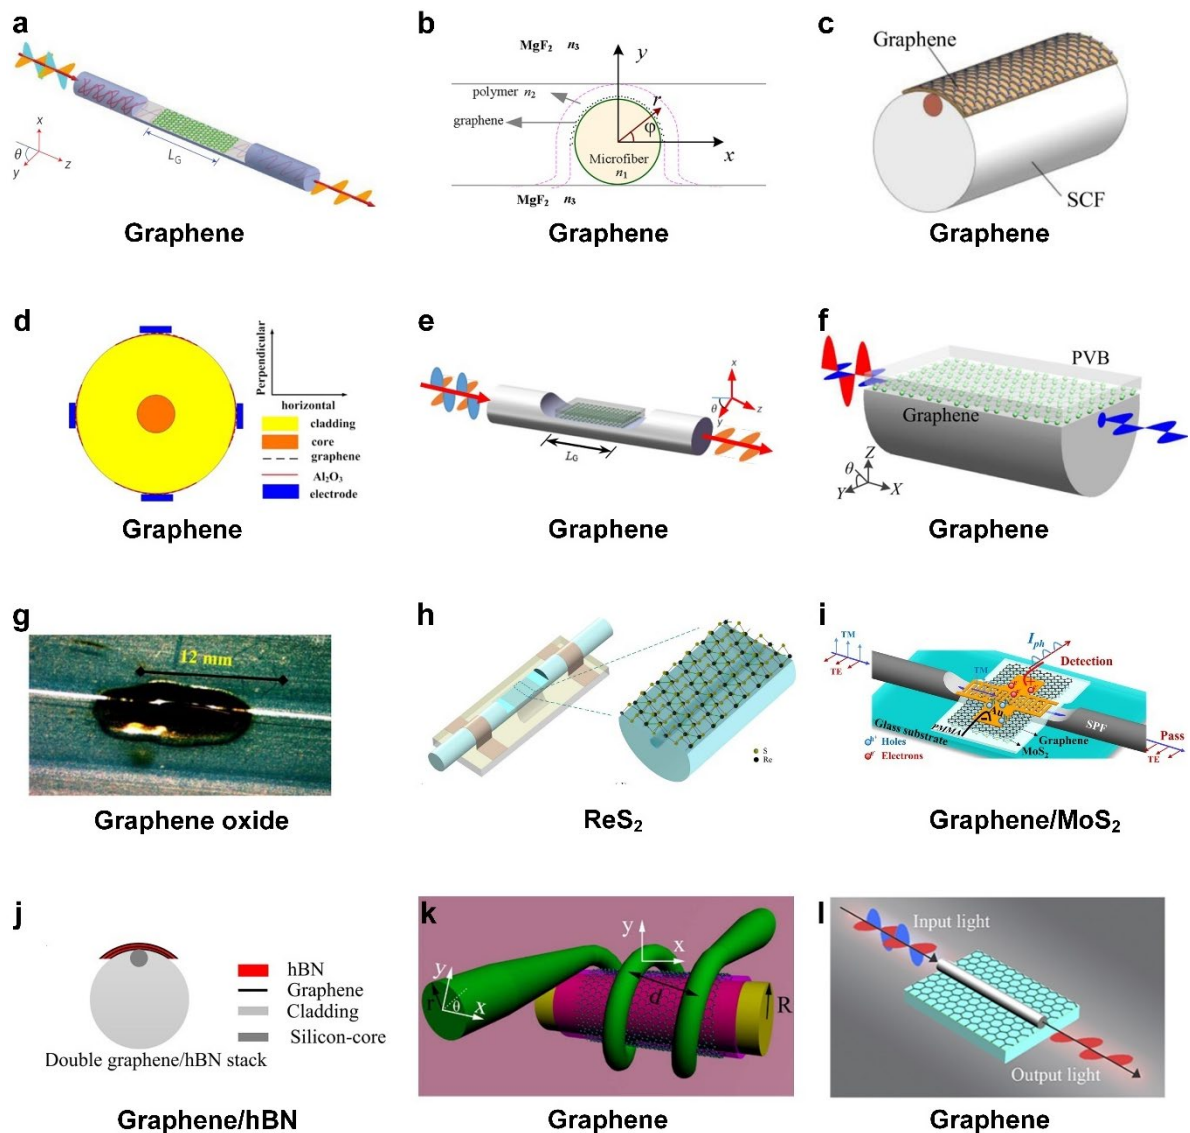 a
x
θ
y
z
L_G
Graphene
b
MgF₂ n₃
y
polymer n₂
graphene
r
φ
x
Microfiber
n₁
MgF₂ n₃
Graphene
c
Graphene
SCF
Graphene
d
Perpendicular
horizontal
cladding
core
graphene
Al₂O₃
electrode
Graphene
e
x
θ
y
z
L_G
Graphene
f
PVB
Graphene
Z
θ
Y
X
Graphene
g
12 mm
Graphene oxide
h
S
Re
ReS₂
i
TM
TE
I_ph
Detection
TM
Au
PMMA
Glass substrate
SPF
Pass
Graphene
MoS₂
h⁺ Holes
e⁻ Electrons
TE
Graphene/MoS₂
j
hBN
Graphene
Cladding
Silicon-core
Double graphene/hBN stack
Graphene/hBN
k
y
x
y
r
θ
x
d
R
Graphene
l
Input light
Output light
Graphene